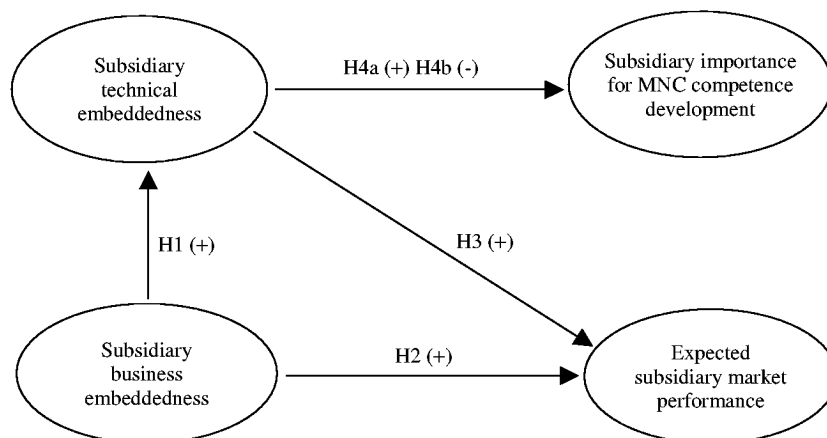 Subsidiary
technical
embeddedness
H4a (+) H4b (-)
Subsidiary importance
for MNC competence
development
H1 (+)
H3 (+)
Subsidiary
business
embeddedness
H2 (+)
Expected
subsidiary market
performance